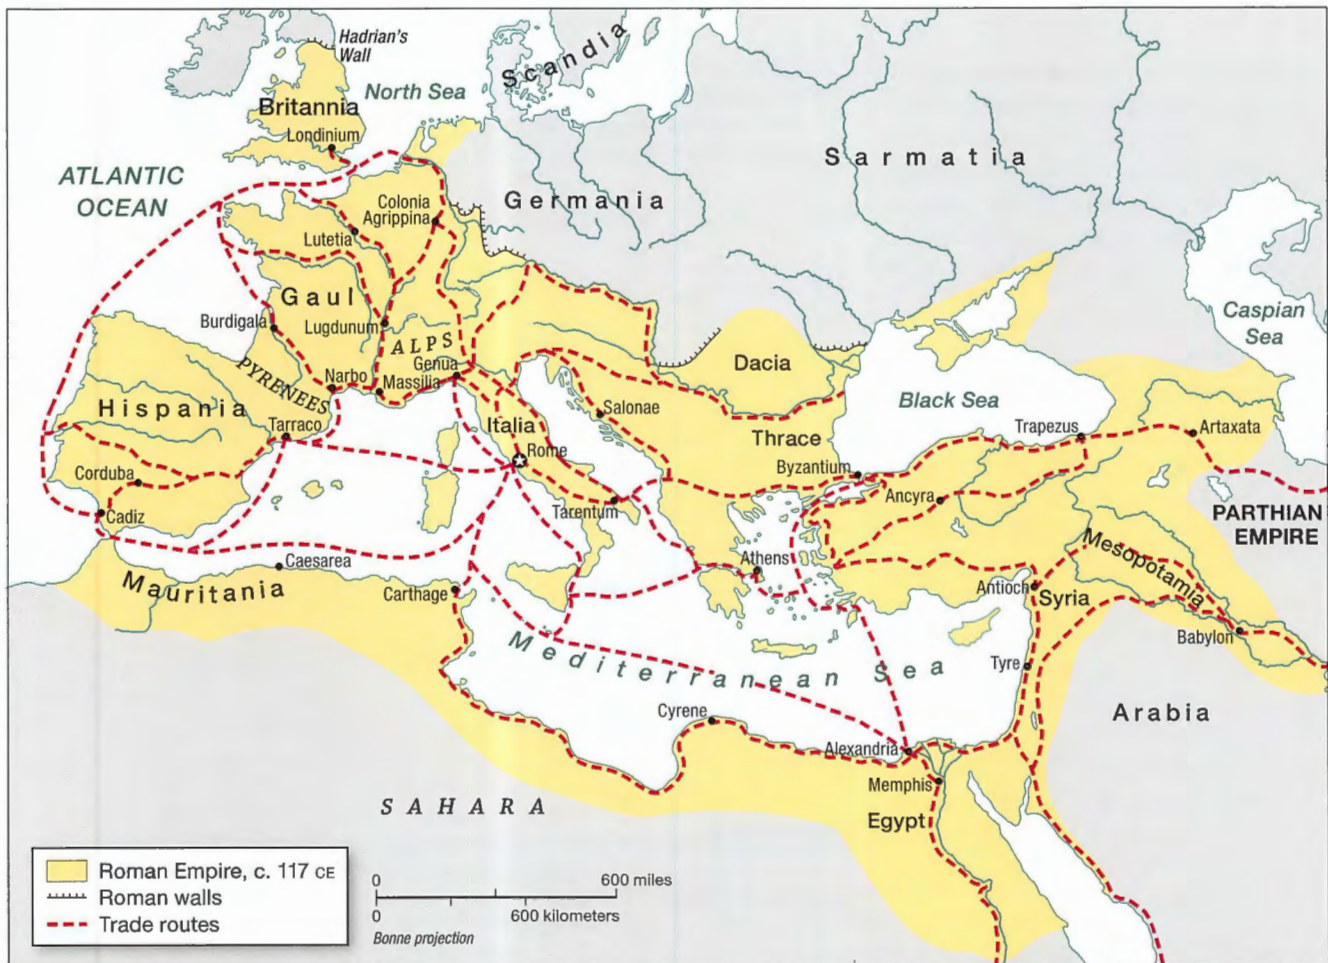 Hadrian's
Wall
Scandia
North Sea
Britannia
Londinium
Sarmatia
ATLANTIC
OCEAN
Germania
Colonia
Agrippina
Lutetia
Gaul
Caspian
Sea
Burdigala
Lugdunum
ALPS
Genua
Dacia
PYRENEES
Narbo
Massilia
Black Sea
Hispania
Salonae
Tarraco
Italia
Thrace
Trapezus
Artaxata
Rome
Byzantium
Corduba
Ancyra
Cadiz
Tarentum
PARTHIAN
EMPIRE
Mesopotamia
Caesarea
Athens
Mauritania
Carthage
Antioch
Syria
Babylon
Mediterranean Sea
Tyre
Cyrene
Arabia
Alexandria
Memphis
SAHARA
Egypt
Roman Empire, c. 117 CE
Roman walls
Trade routes
0 600 miles
0 600 kilometers
Bonne projection